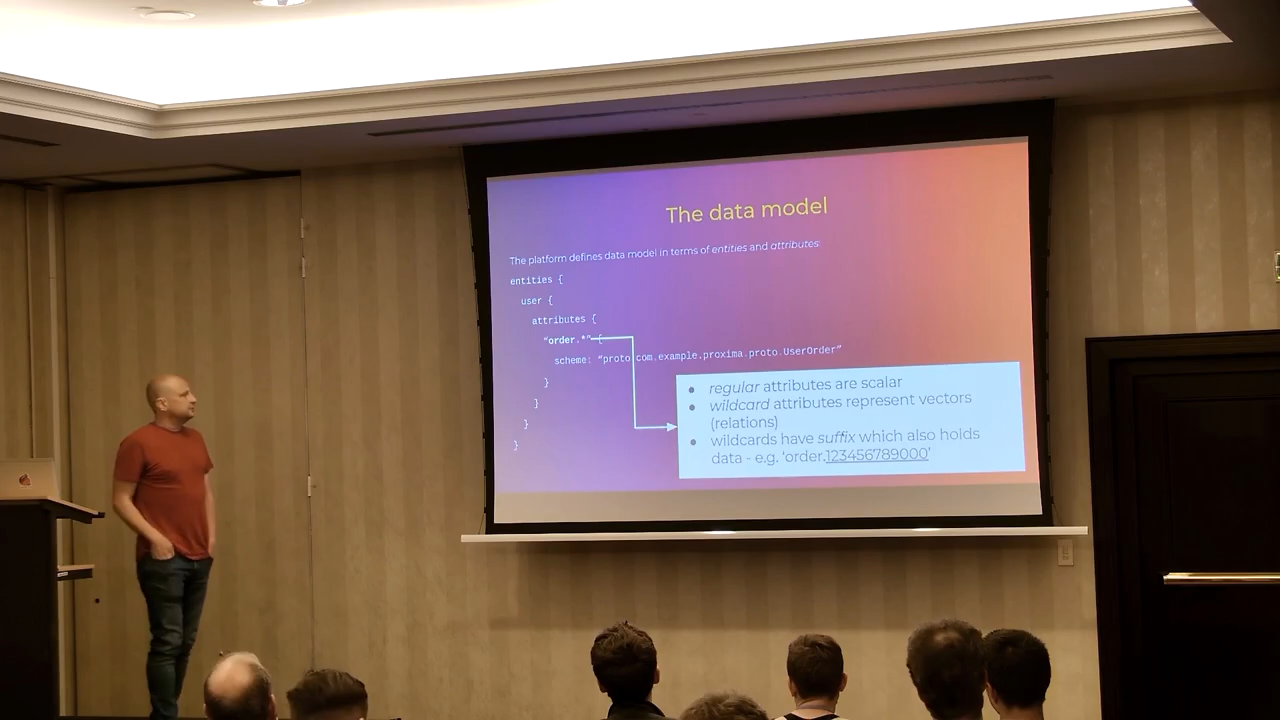 The data model
The platform defines data model in terms of entities and attributes:
entities {
user {
attributes {
"order.*" {
scheme: "proto:com.example.proxima.proto.UserOrder"
}
}
}
}
● regular attributes are scalar
● wildcard attributes represent vectors
(relations)
● wildcards have suffix which also holds
data - e.g. 'order.123456789000'